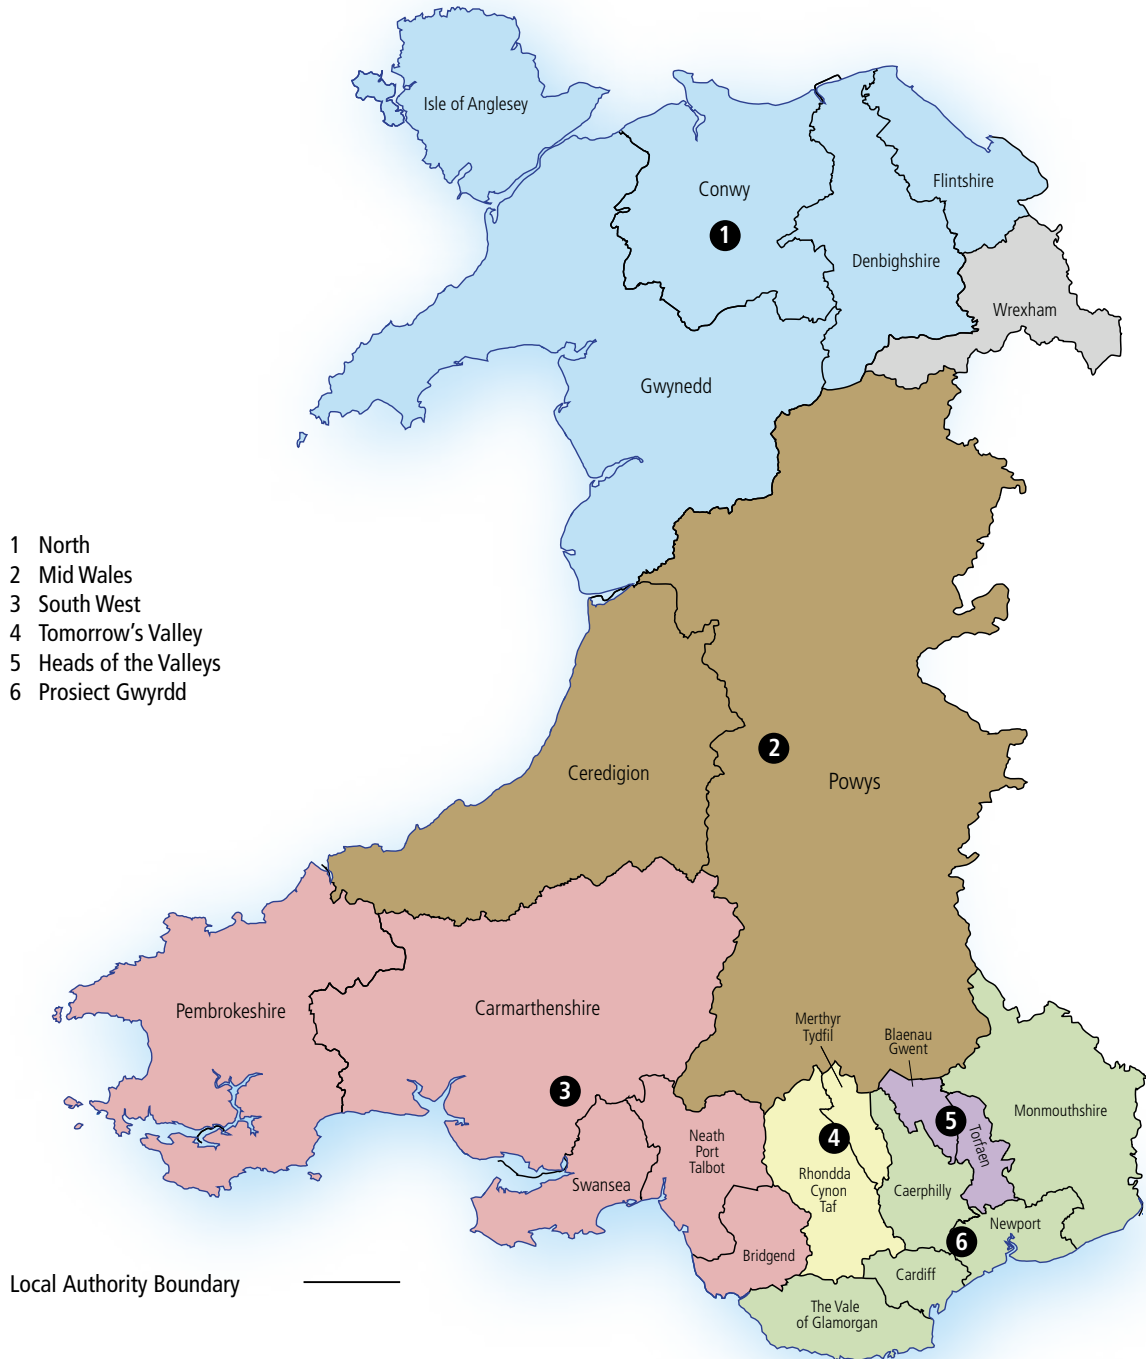 Isle of Anglesey
Conwy
Flintshire
1
Denbighshire
Wrexham
Gwynedd
1 North
2 Mid Wales
3 South West
4 Tomorrow's Valley
5 Heads of the Valleys
6 Prosiect Gwyrdd
2
Ceredigion
Powys
Pembrokeshire
Carmarthenshire
Merthyr
Tydfil
Blaenau
Gwent
3
Neath
Port
Talbot
4
5
Monmouthshire
Torfaen
Swansea
Rhondda
Cynon
Taf
Caerphilly
Newport
6
Bridgend
Cardiff
The Vale
of Glamorgan
Local Authority Boundary